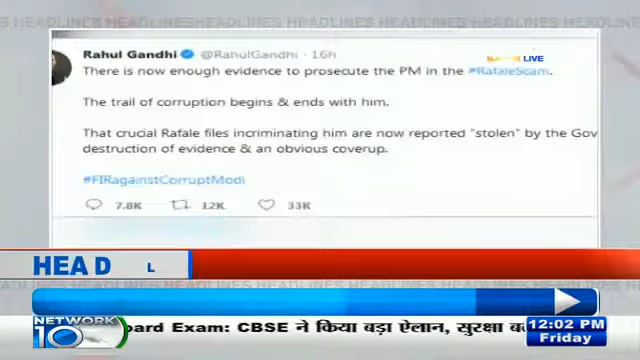 HEADLINES HEADLINES HEADLINES HEADLINES HEADLINES
Rahul Gandhi @RahulGandhi · 16h
LIVE
There is now enough evidence to prosecute the PM in the #RafaleScam.
The trail of corruption begins & ends with him.
That crucial Rafale files incriminating him are now reported "stolen" by the Gov
destruction of evidence & an obvious coverup.
#FIRagainstCorruptModi
7.8K 12K 33K
HEAD L
NETWORK
10
oard Exam: CBSE ने किया बड़ा ऐलान, सुरक्षा
12:02 PM
Friday